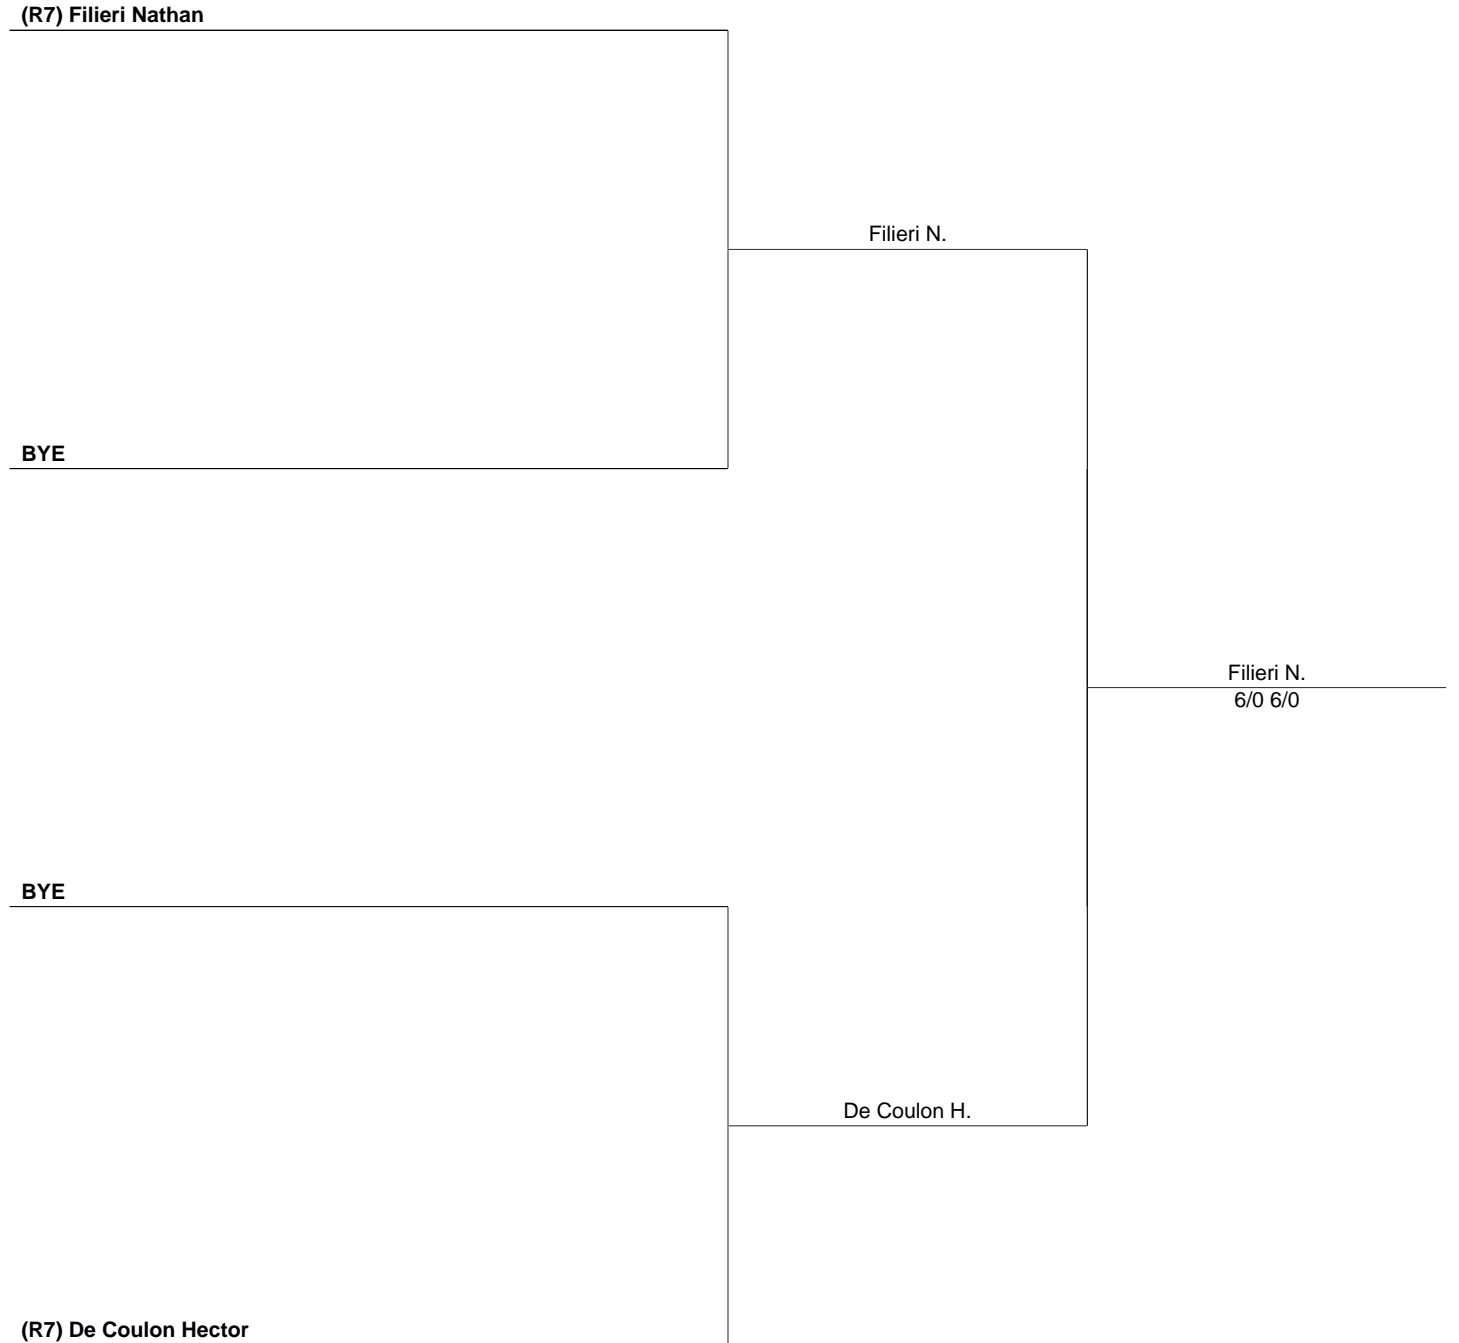 (R7) Filieri Nathan
Filieri N.
BYE
Filieri N.
6/0 6/0
BYE
De Coulon H.
(R7) De Coulon Hector